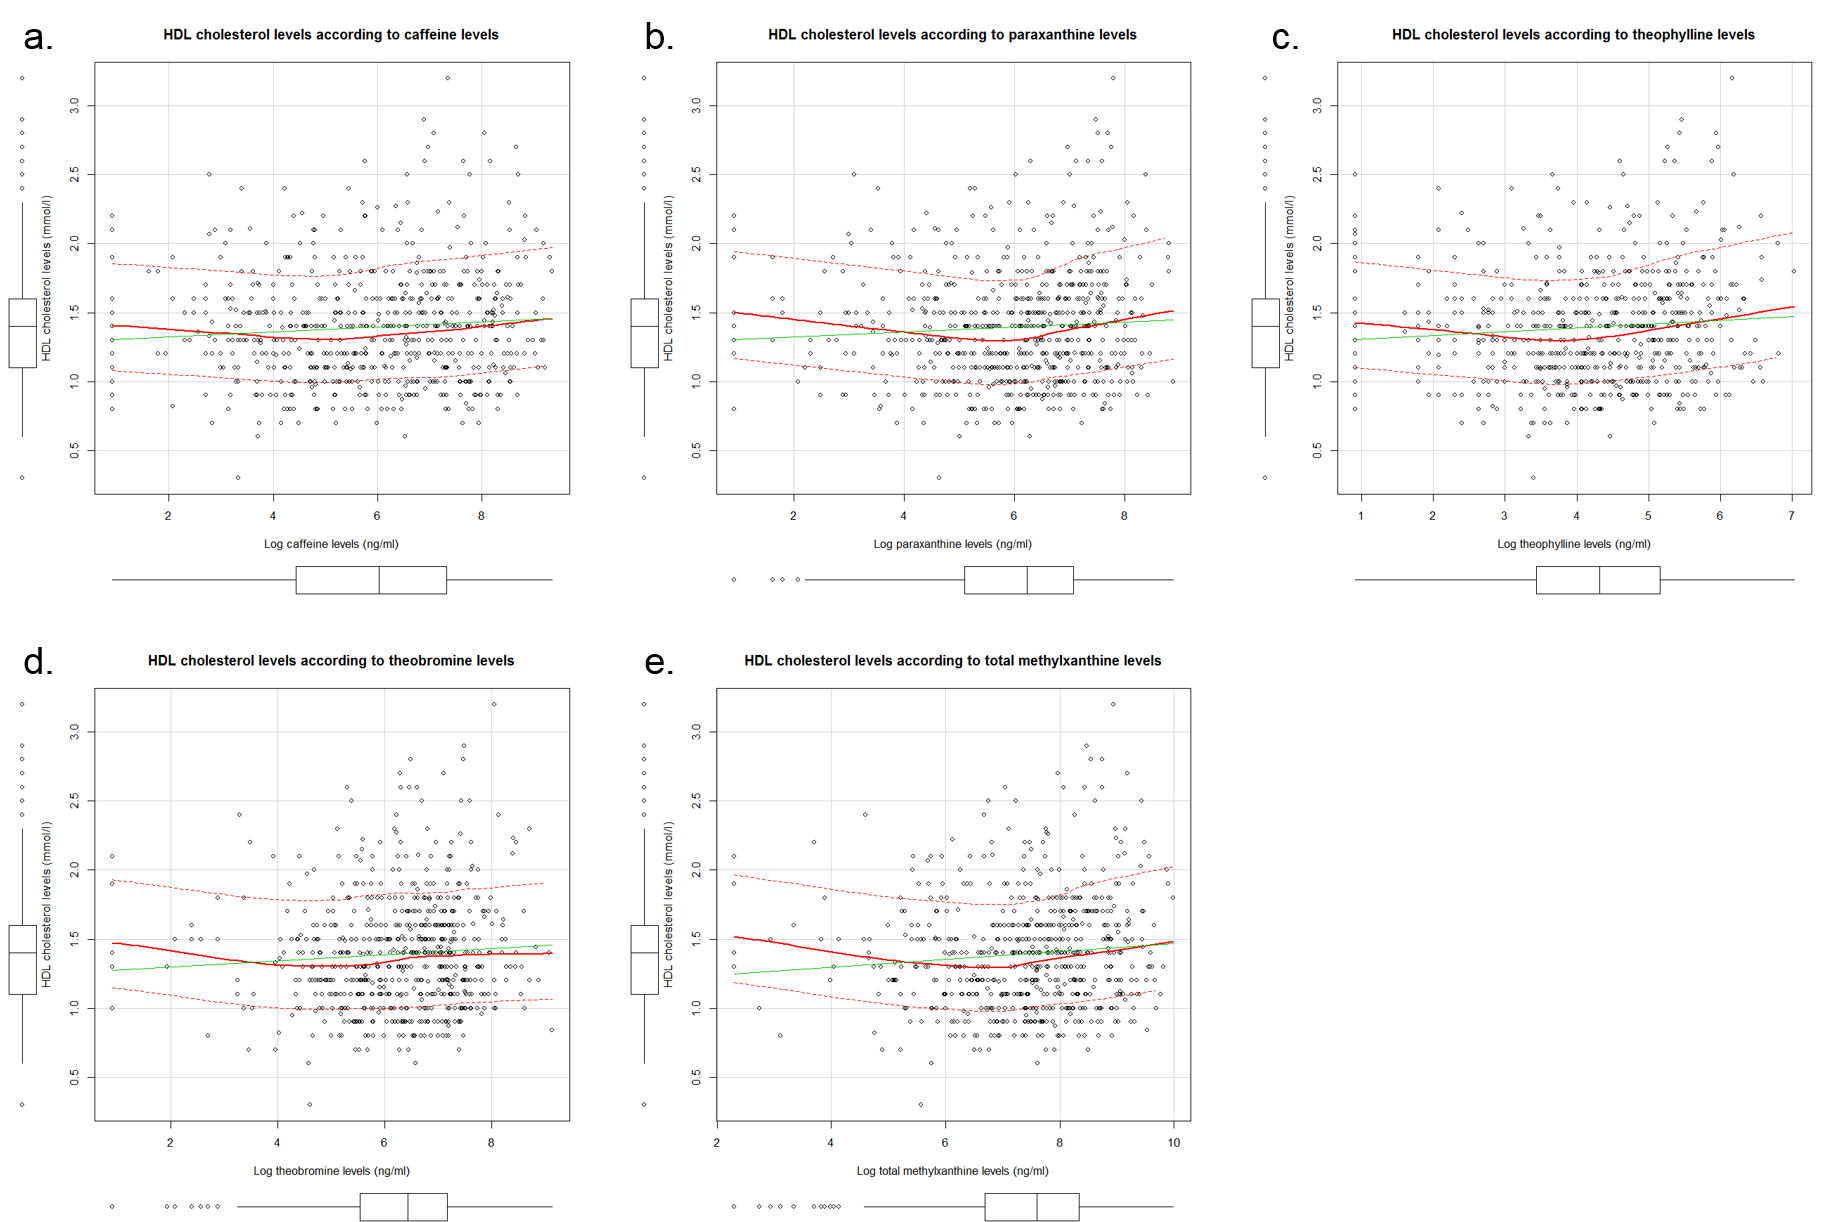 a.
HDL cholesterol levels according to caffeine levels
HDL cholesterol levels (mmol/l)
3.0
2.5
2.0
1.5
1.0
0.5
2 4 6 8
Log caffeine levels (ng/ml)
b.
HDL cholesterol levels according to paraxanthine levels
HDL cholesterol levels (mmol/l)
3.0
2.5
2.0
1.5
1.0
0.5
2 4 6 8
Log paraxanthine levels (ng/ml)
c.
HDL cholesterol levels according to theophylline levels
HDL cholesterol levels (mmol/l)
3.0
2.5
2.0
1.5
1.0
0.5
1 2 3 4 5 6 7
Log theophylline levels (ng/ml)
d.
HDL cholesterol levels according to theobromine levels
HDL cholesterol levels (mmol/l)
3.0
2.5
2.0
1.5
1.0
0.5
2 4 6 8
Log theobromine levels (ng/ml)
e.
HDL cholesterol levels according to total methylxanthine levels
HDL cholesterol levels (mmol/l)
3.0
2.5
2.0
1.5
1.0
0.5
2 4 6 8 10
Log total methylxanthine levels (ng/ml)